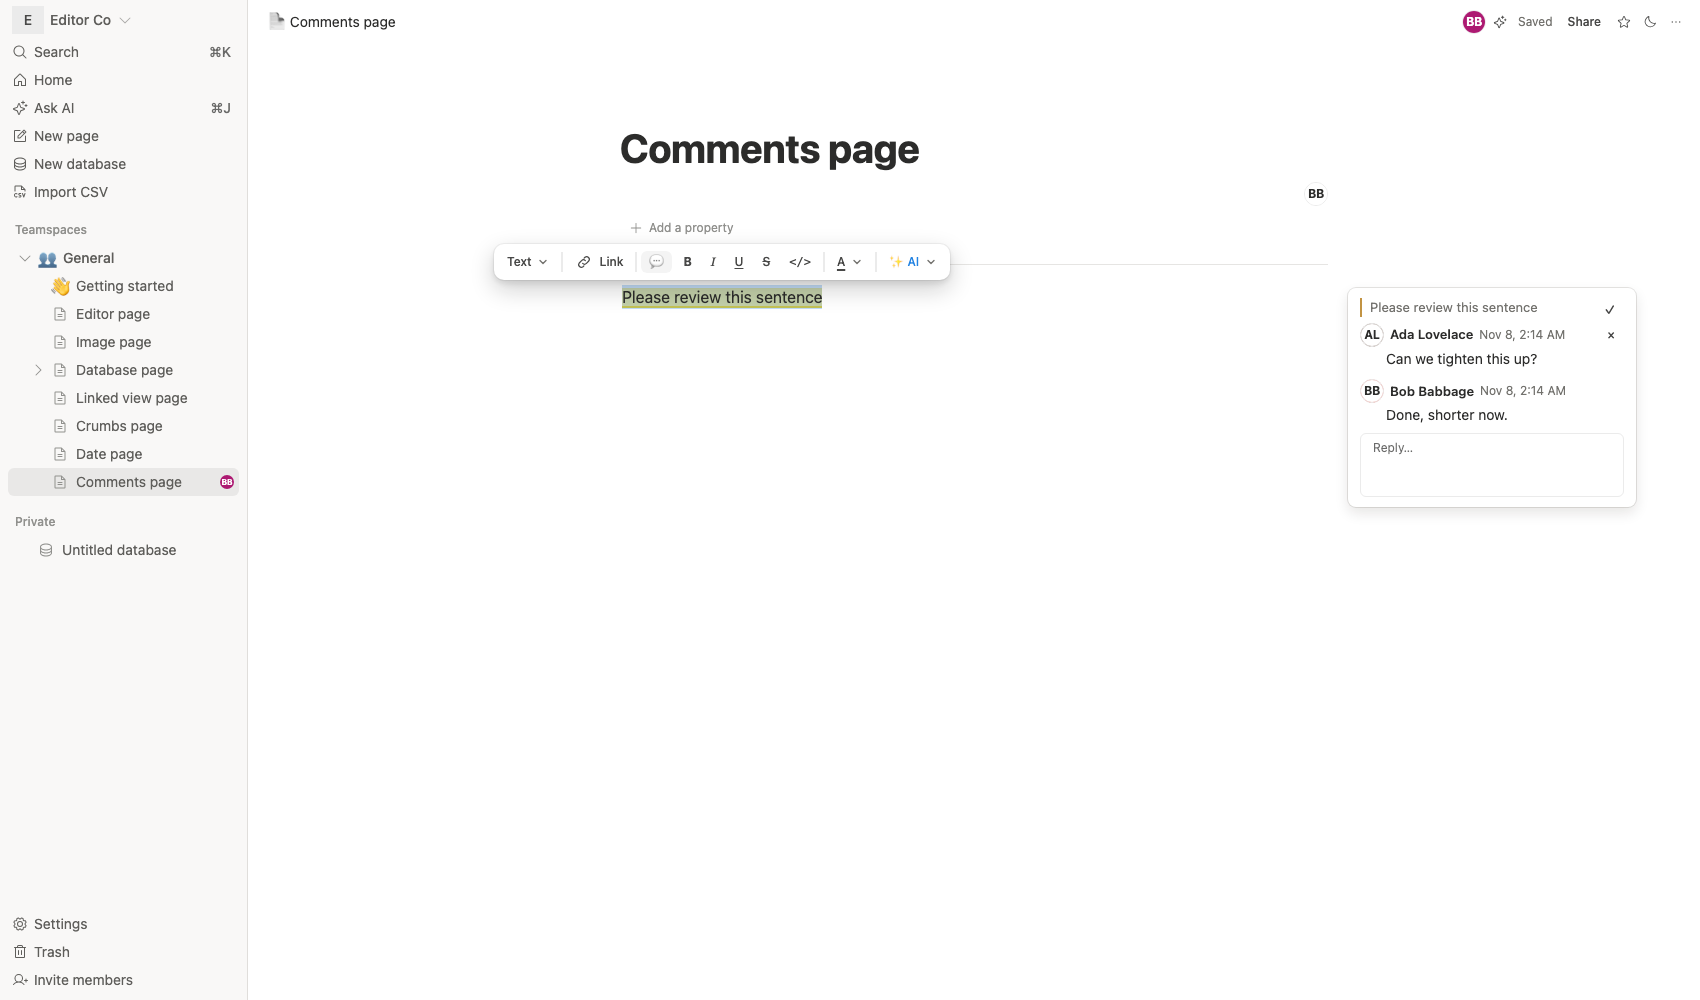 E Editor Co
Search ⌘K
Home
Ask AI ⌘J
New page
New database
CSV Import CSV
Teamspaces
General
Getting started
Editor page
Image page
Database page
Linked view page
Crumbs page
Date page
Comments page BB
Private
Untitled database
Settings
Trash
Invite members
Comments page
BB Saved Share
Comments page
BB
Add a property
Text Link B I U S </> A AI
Please review this sentence
Please review this sentence
AL Ada Lovelace Nov 8, 2:14 AM
Can we tighten this up?
BB Bob Babbage Nov 8, 2:14 AM
Done, shorter now.
Reply...